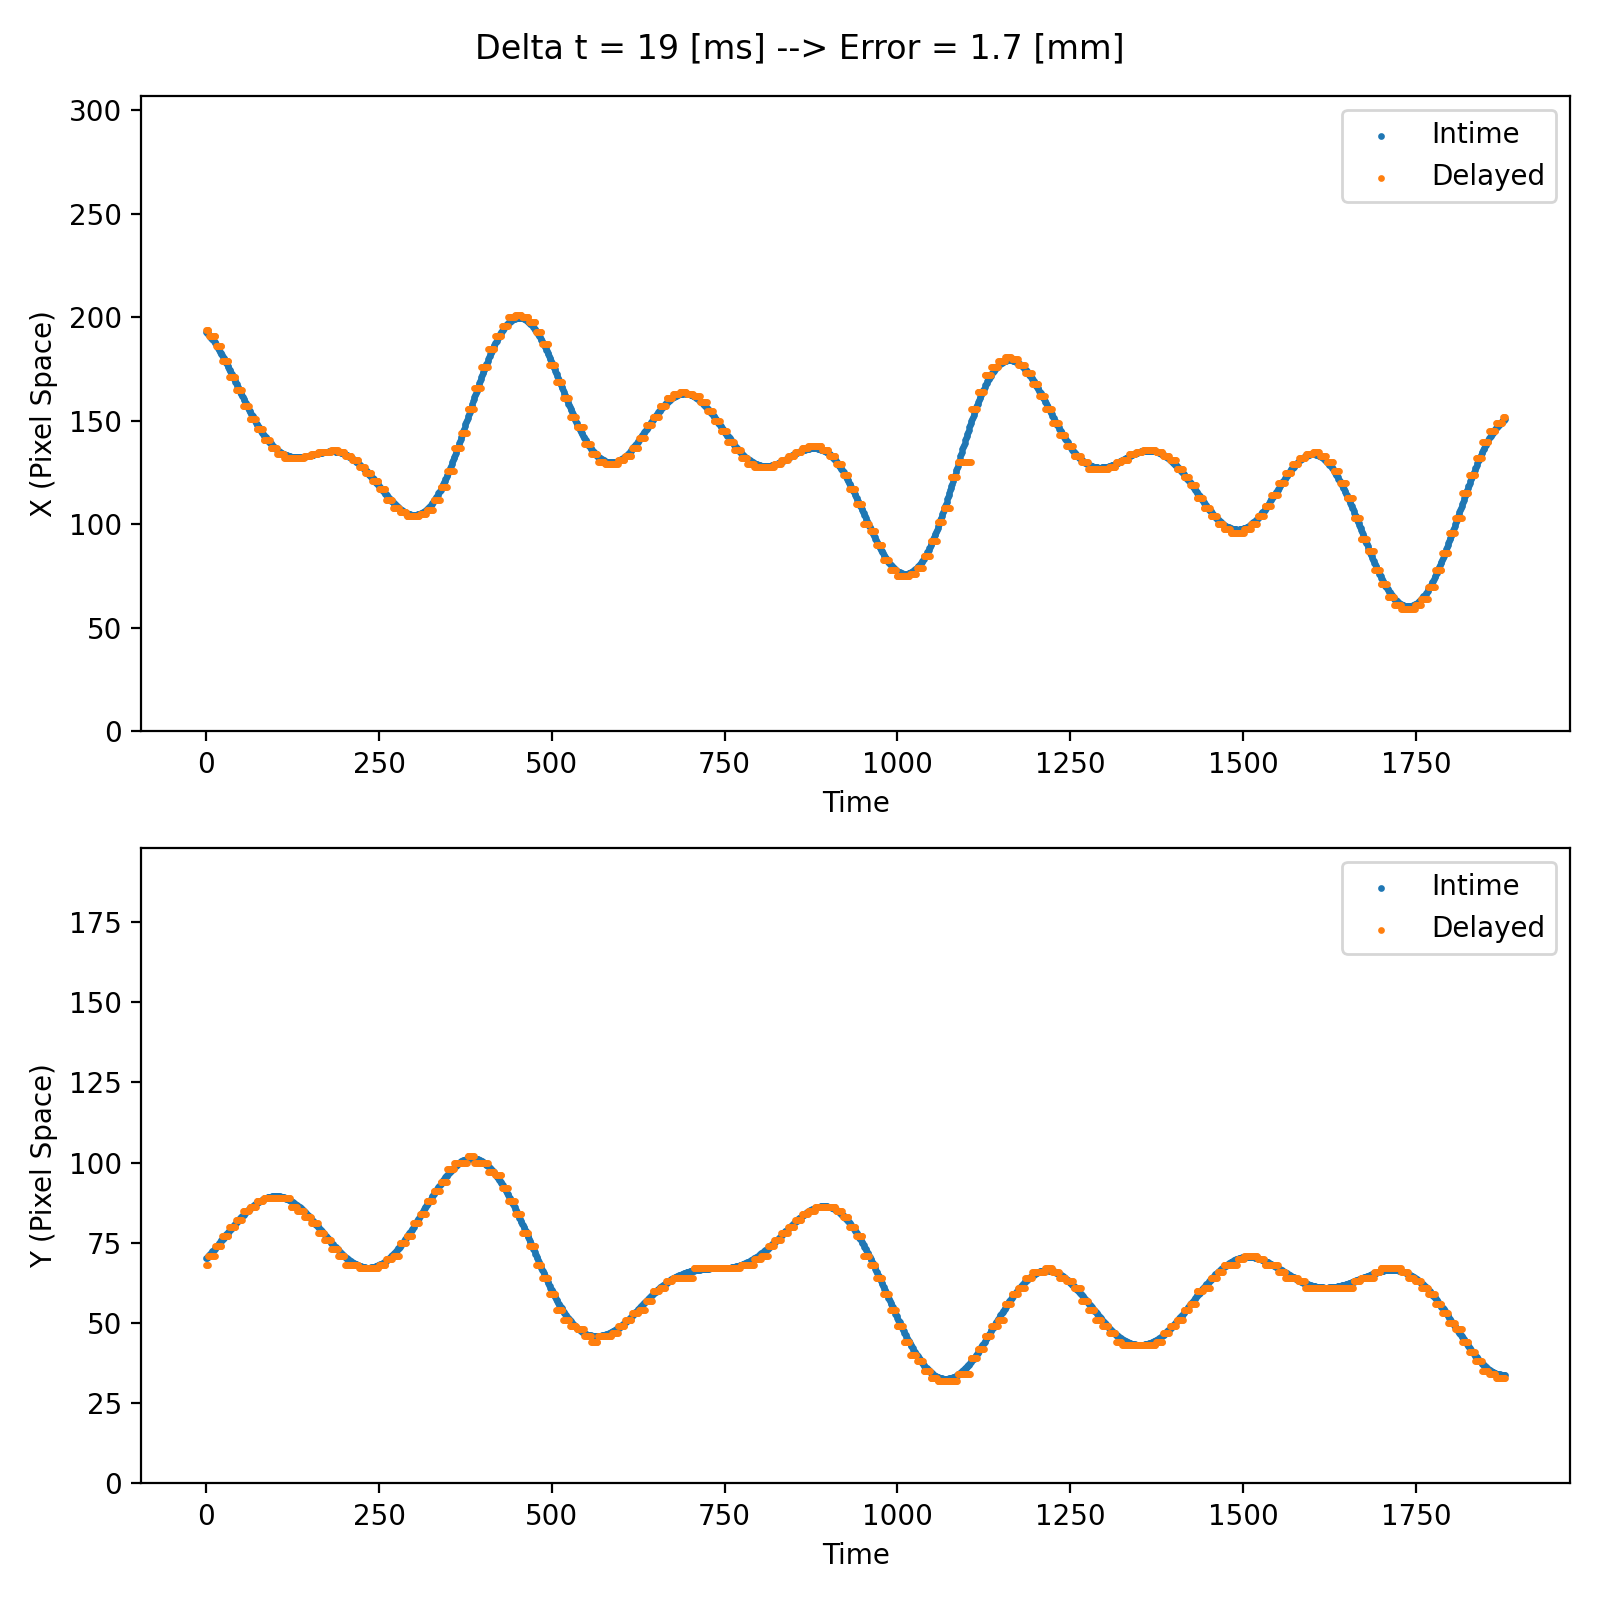 Delta t = 19 [ms] --> Error = 1.7 [mm]
300
250
200
150
100
50
0
X (Pixel Space)
Intime
Delayed
0 250 500 750 1000 1250 1500 1750
Time
175
150
125
100
75
50
25
0
Y (Pixel Space)
Intime
Delayed
0 250 500 750 1000 1250 1500 1750
Time